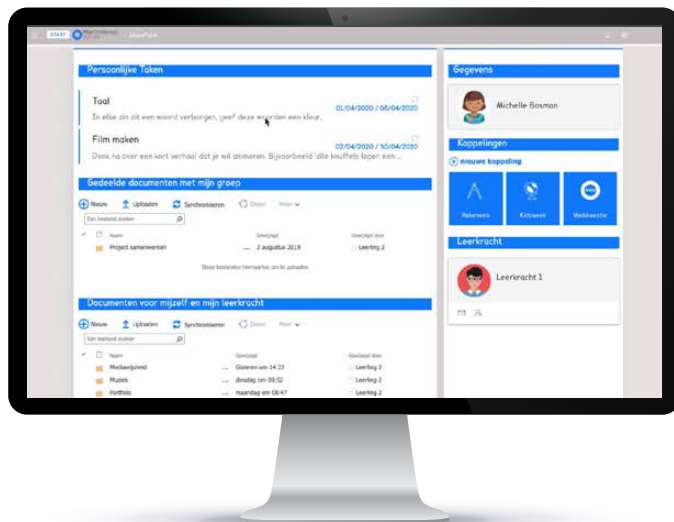 START SharePoint
Persoonlijke Taken
Taal
In elke zin zit een woord verborgen, geef deze woorden een kleur.
01/04/2020 / 08/04/2020
Film maken
Denk na over een kort verhaal dat je wil animeren. Bijvoorbeeld 'alle knuffels lopen een ...
02/04/2020 / 30/04/2020
Gedeelde documenten met mijn groep
Nieuw Uploaden Synchroniseren Delen Meer
Een bestand zoeken
Naam Gewijzigd Gewijzigd door
Project samenwerken ... 2 augustus 2019 Leerling 2
Sleep bestanden hiernaartoe om te uploaden
Documenten voor mijzelf en mijn leerkracht
Nieuw Uploaden Synchroniseren Delen Meer
Een bestand zoeken
Naam Gewijzigd Gewijzigd door
Mediawijsheid ... Gisteren om 14:23 Leerling 2
Muziek ... dinsdag om 09:52 Leerling 2
Portfolio ... maandag om 08:47 Leerling 2
Gegevens
Michelle Bosman
Koppelingen
nieuwe koppeling
Rekenweb Kidsweek
Leerkracht
Leerkracht 1